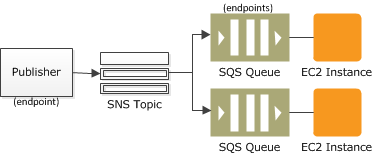 (endpoints)
Publisher
(endpoint)
SNS Topic
SQS Queue
EC2 Instance
SQS Queue
EC2 Instance